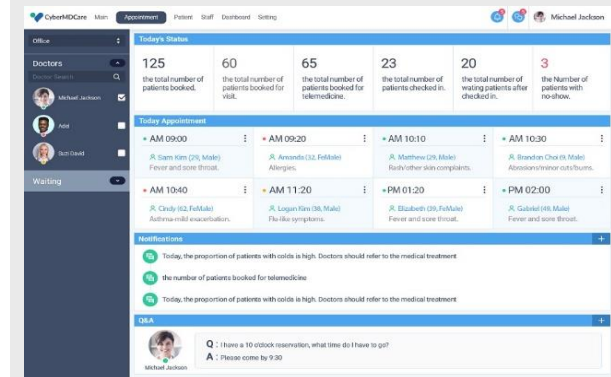 CyberMDCare Main Appointment Patient Staff Dashboard Setting Michael Jackson
Office
Doctors
Doctor Search
Michael Jackson
Adel
Suzi David
Waiting
Today's Status
125
the total number of
patients booked.
60
the total number of
patients booked for
visit.
65
the total number of
patients booked for
telemedicine.
23
the total number of
patients checked in.
20
the total number of
wating patients after
checked in.
3
the Number of
patients with
no-show.
Today Appointment
AM 09:00
Sam Kim (29, Male)
Fever and sore throat.
AM 09:20
Amanda (32, FeMale)
Allergies.
AM 10:10
Matthew (29, Male)
Rash/other skin complaints.
AM 10:30
Brandon Choi (9, Male)
Abrasions/minor cuts/burns.
AM 10:40
Cindy (62, FeMale)
Asthma-mild exacerbation.
AM 11:20
Logan Kim (38, Male)
Flu-like symptoms.
PM 01:20
Elizabeth (39, FeMale)
Fever and sore throat.
PM 02:00
Gabriel (49, Male)
Fever and sore throat.
Notifications
Today, the proportion of patients with colds is high. Doctors should refer to the medical treatment
the number of patients booked for telemedicine
Today, the proportion of patients with colds is high. Doctors should refer to the medical treatment
Q&A
Q : I have a 10 o'clock reservation, what time do I have to go?
A : Please come by 9:30
Michael Jackson